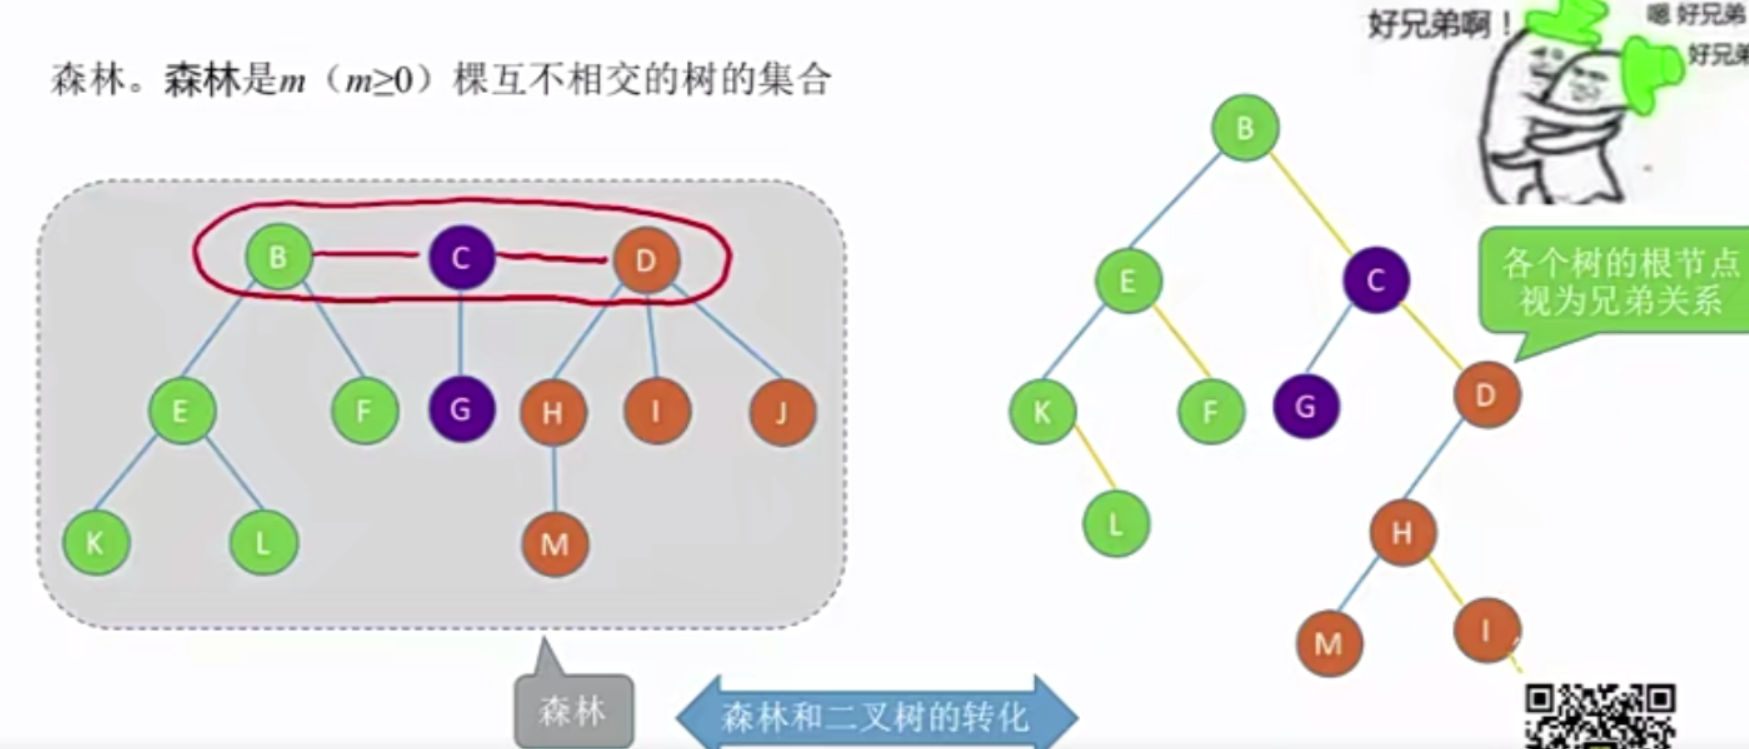 好兄弟啊！
嗯 好兄弟
好兄弟
森林。森林是m（m≥0）棵互不相交的树的集合
B
C
D
E
F
G
H
I
J
K
L
M
B
E
C
各个树的根节点
视为兄弟关系
K
F
G
D
L
H
M
I
森林
森林和二叉树的转化